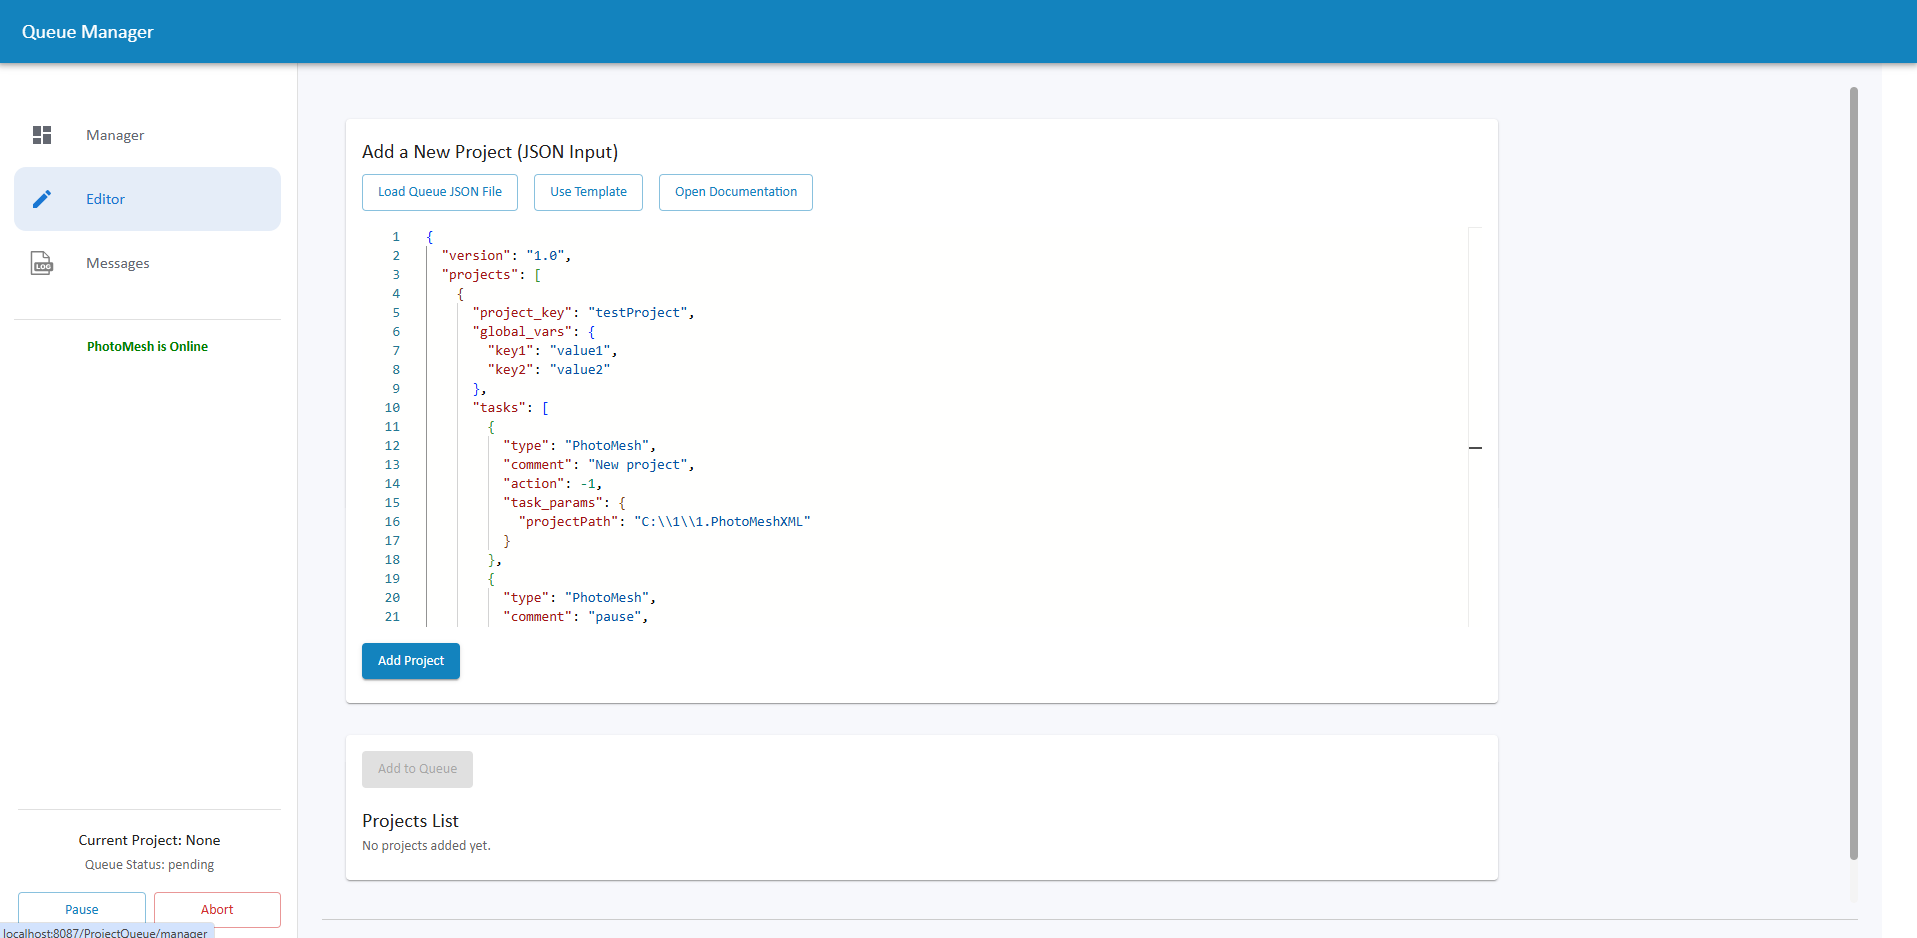 Queue Manager
Manager
Editor
LOG
Messages
PhotoMesh is Online
Current Project: None
Queue Status: pending
Pause
Abort
localhost:8087/ProjectQueue/manager
Add a New Project (JSON Input)
Load Queue JSON File
Use Template
Open Documentation
1 {
2 "version": "1.0",
3 "projects": [
4 {
5 "project_key": "testProject",
6 "global_vars": {
7 "key1": "value1",
8 "key2": "value2"
9 },
10 "tasks": [
11 {
12 "type": "PhotoMesh",
13 "comment": "New project",
14 "action": -1,
15 "task_params": {
16 "projectPath": "C:\\1\\1.PhotoMeshXML"
17 }
18 },
19 {
20 "type": "PhotoMesh",
21 "comment": "pause",
Add Project
Add to Queue
Projects List
No projects added yet.